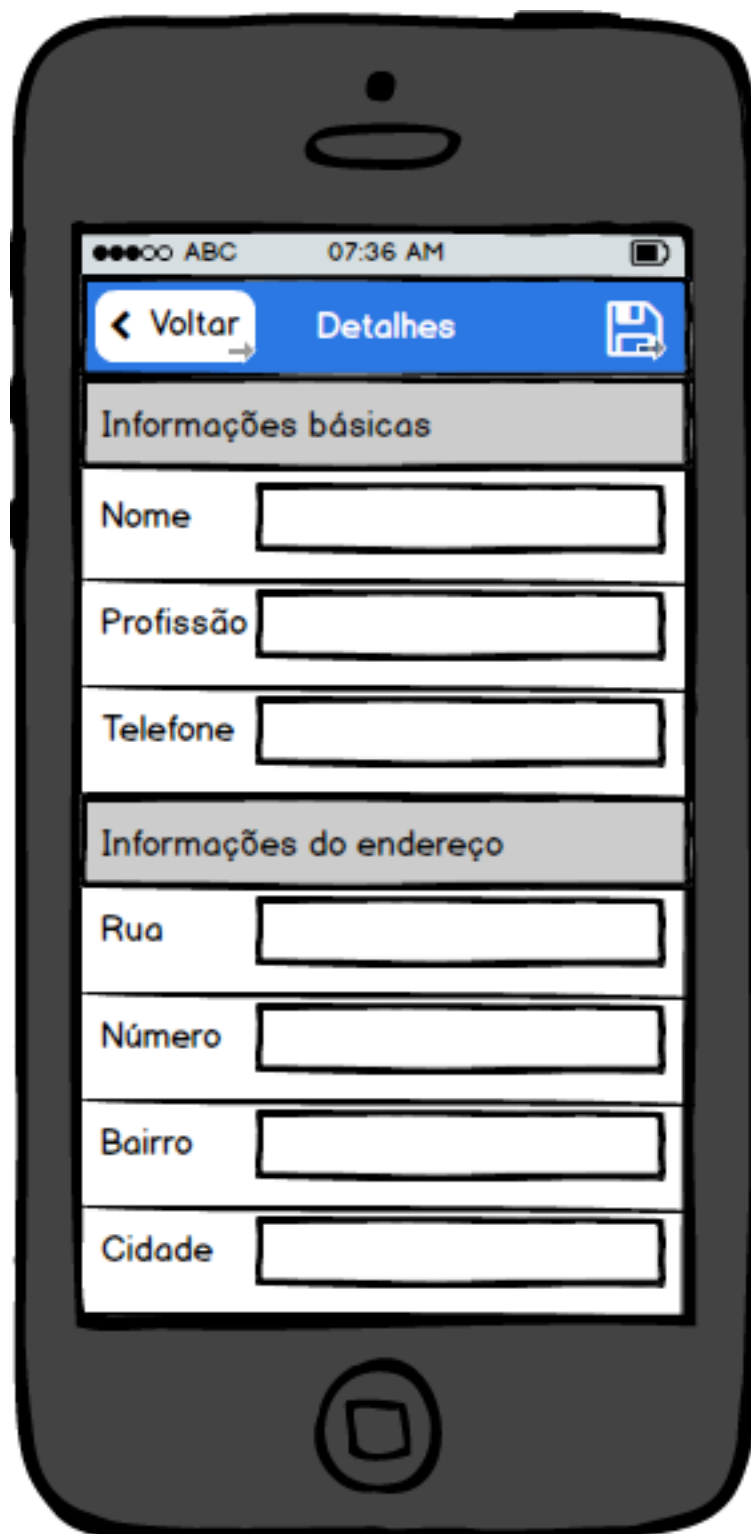 ABC 07:36 AM
Voltar Detalhes
Informações básicas
Nome
Profissão
Telefone
Informações do endereço
Rua
Número
Bairro
Cidade